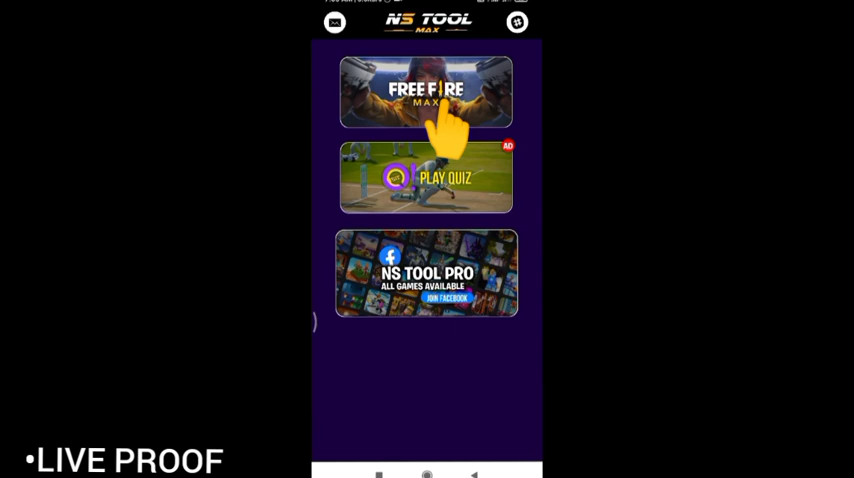 NS TOOL
MAX
FREE FIRE
MAX
AD
PLAY QUIZ
NS TOOL PRO
ALL GAMES AVAILABLE
JOIN FACEBOOK
•LIVE PROOF